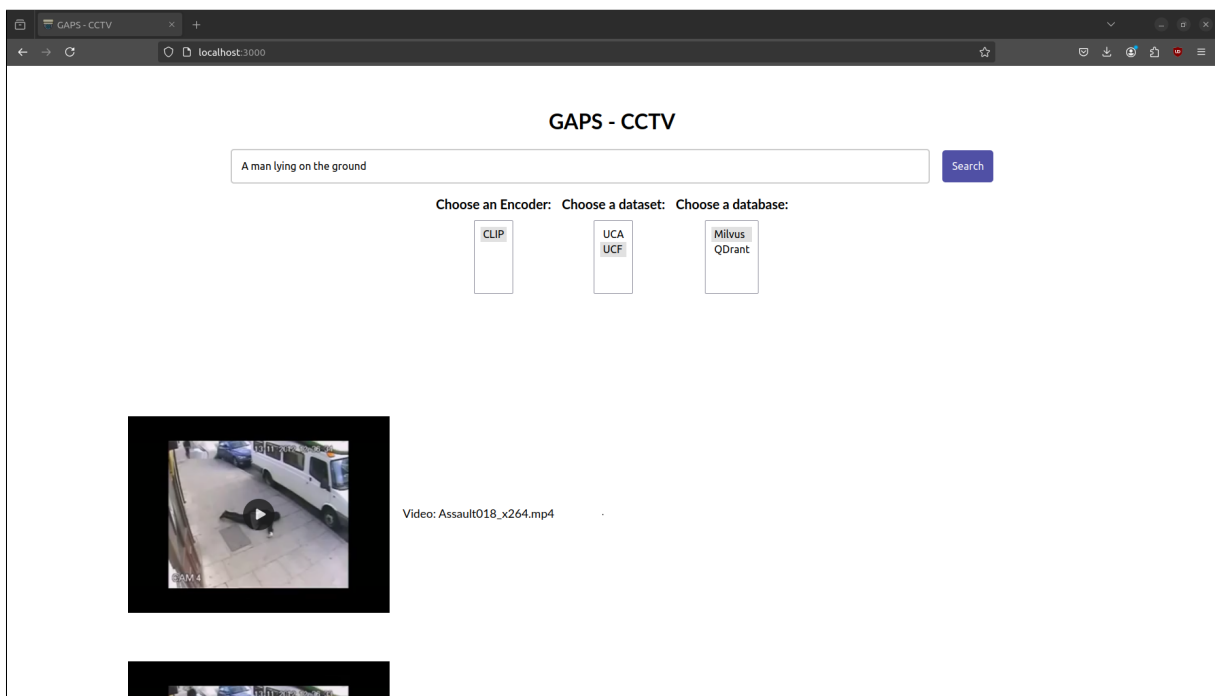 GAPS - CCTV
localhost:3000
GAPS - CCTV
A man lying on the ground
Search
Choose an Encoder: Choose a dataset: Choose a database:
CLIP UCA Milvus
UCF QDrant
CAM 4
Video: Assault018_x264.mp4